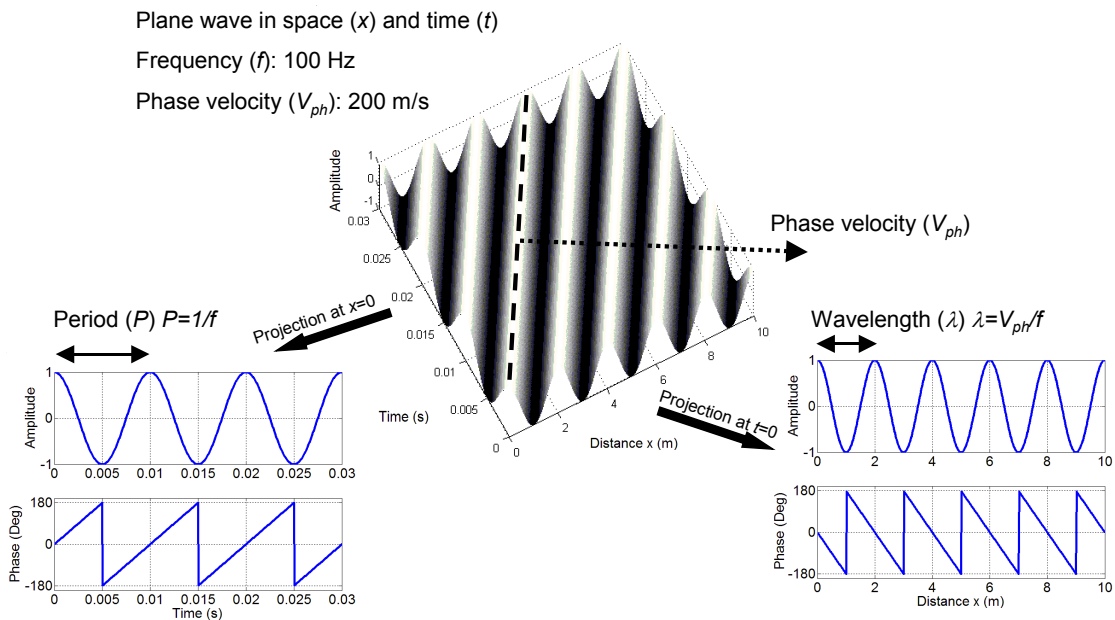 Plane wave in space (x) and time (t)
Frequency (f): 100 Hz
Phase velocity (Vph): 200 m/s
Amplitude
1
0
-1
0.03
0.025
0.02
0.015
0.01
0.005
0
Time (s)
0
2
4
6
8
10
Distance x (m)
Phase velocity (Vph)
Projection at x=0
Projection at t=0
Period (P) P=1/f
Amplitude
1
0
-1
0 0.005 0.01 0.015 0.02 0.025 0.03
Phase (Deg)
180
0
-180
0 0.005 0.01 0.015 0.02 0.025 0.03
Time (s)
Wavelength (λ) λ=Vph/f
Amplitude
1
0
-1
0 2 4 6 8 10
Phase (Deg)
180
0
-180
0 2 4 6 8 10
Distance x (m)